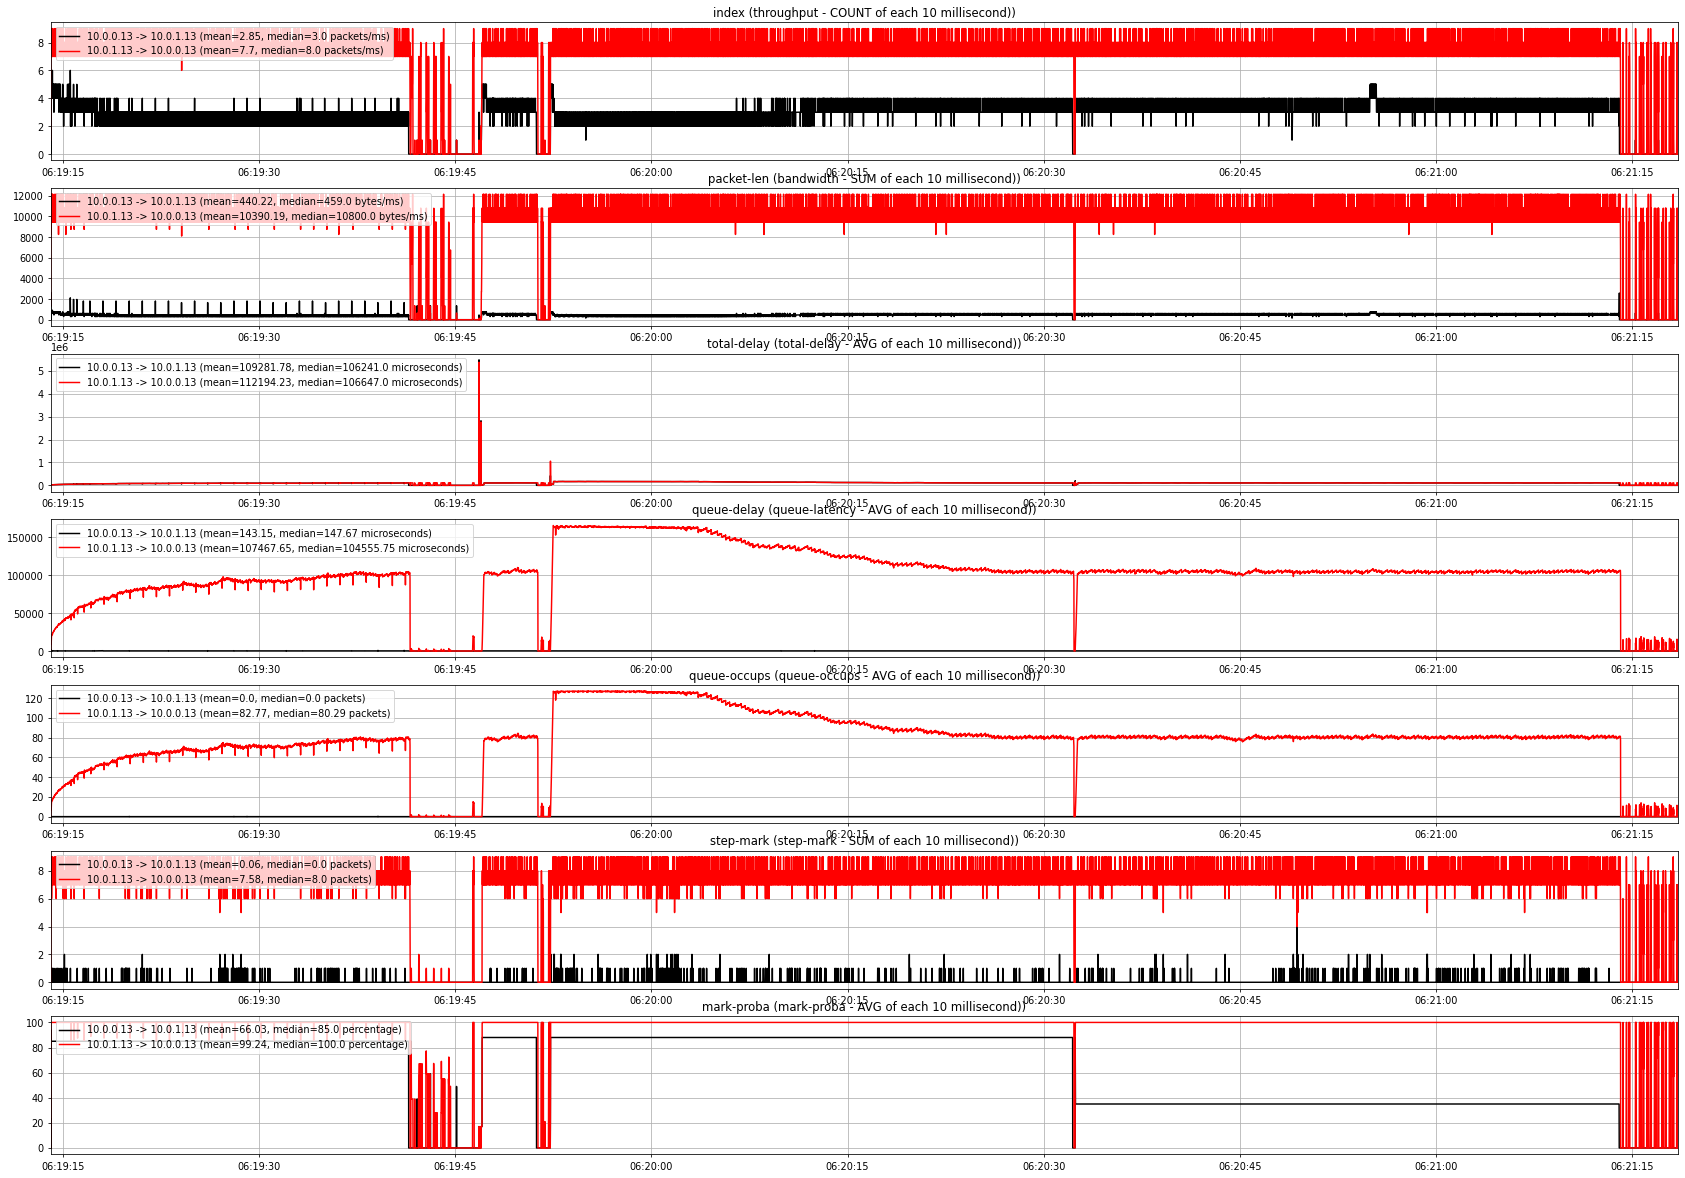 index (throughput - COUNT of each 10 millisecond))
10.0.0.13 -> 10.0.1.13 (mean=2.85, median=3.0 packets/ms)
10.0.1.13 -> 10.0.0.13 (mean=7.7, median=8.0 packets/ms)
8
6
4
2
0
06:19:15 06:19:30 06:19:45 06:20:00 06:20:15 06:20:30 06:20:45 06:21:00 06:21:15
packet-len (bandwidth - SUM of each 10 millisecond))
10.0.0.13 -> 10.0.1.13 (mean=440.22, median=459.0 bytes/ms)
10.0.1.13 -> 10.0.0.13 (mean=10390.19, median=10800.0 bytes/ms)
12000
10000
8000
6000
4000
2000
0
06:19:15 06:19:30 06:19:45 06:20:00 06:20:15 06:20:30 06:20:45 06:21:00 06:21:15
total-delay (total-delay - AVG of each 10 millisecond))
1e6
10.0.0.13 -> 10.0.1.13 (mean=109281.78, median=106241.0 microseconds)
10.0.1.13 -> 10.0.0.13 (mean=112194.23, median=106647.0 microseconds)
5
4
3
2
1
0
06:19:15 06:19:30 06:19:45 06:20:00 06:20:15 06:20:30 06:20:45 06:21:00 06:21:15
queue-delay (queue-latency - AVG of each 10 millisecond))
10.0.0.13 -> 10.0.1.13 (mean=143.15, median=147.67 microseconds)
10.0.1.13 -> 10.0.0.13 (mean=107467.65, median=104555.75 microseconds)
150000
100000
50000
0
06:19:15 06:19:30 06:19:45 06:20:00 06:20:15 06:20:30 06:20:45 06:21:00 06:21:15
queue-occups (queue-occups - AVG of each 10 millisecond))
10.0.0.13 -> 10.0.1.13 (mean=0.0, median=0.0 packets)
10.0.1.13 -> 10.0.0.13 (mean=82.77, median=80.29 packets)
120
100
80
60
40
20
0
06:19:15 06:19:30 06:19:45 06:20:00 06:20:15 06:20:30 06:20:45 06:21:00 06:21:15
step-mark (step-mark - SUM of each 10 millisecond))
10.0.0.13 -> 10.0.1.13 (mean=0.06, median=0.0 packets)
10.0.1.13 -> 10.0.0.13 (mean=7.58, median=8.0 packets)
8
6
4
2
0
06:19:15 06:19:30 06:19:45 06:20:00 06:20:15 06:20:30 06:20:45 06:21:00 06:21:15
mark-proba (mark-proba - AVG of each 10 millisecond))
10.0.0.13 -> 10.0.1.13 (mean=66.03, median=85.0 percentage)
10.0.1.13 -> 10.0.0.13 (mean=99.24, median=100.0 percentage)
100
80
60
40
20
0
06:19:15 06:19:30 06:19:45 06:20:00 06:20:15 06:20:30 06:20:45 06:21:00 06:21:15